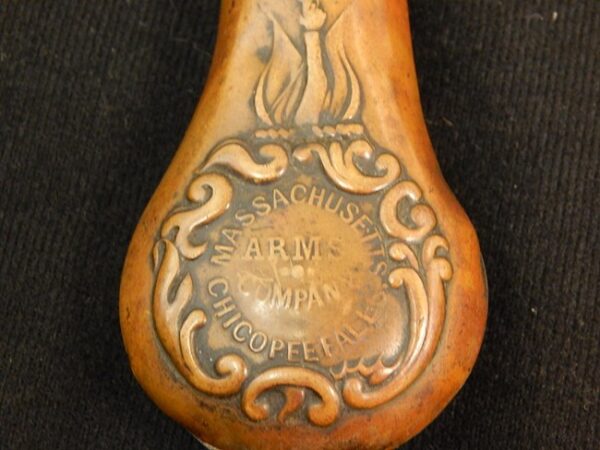 MASSACHUSETTS
ARMS
COMPANY
CHICOPEE FALLS